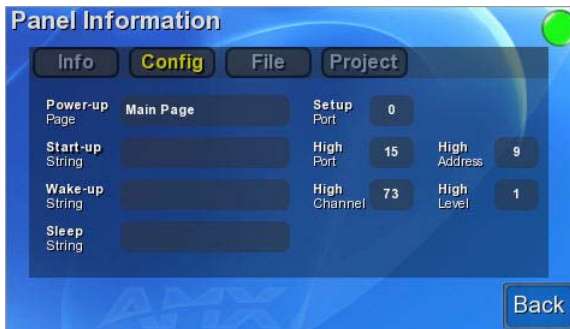 Panel Information
Info Config File Project
Power-up Page Main Page Setup Port 0
Start-up String High Port 15 High Address 9
Wake-up String High Channel 73 High Level 1
Sleep String
AMX
Back